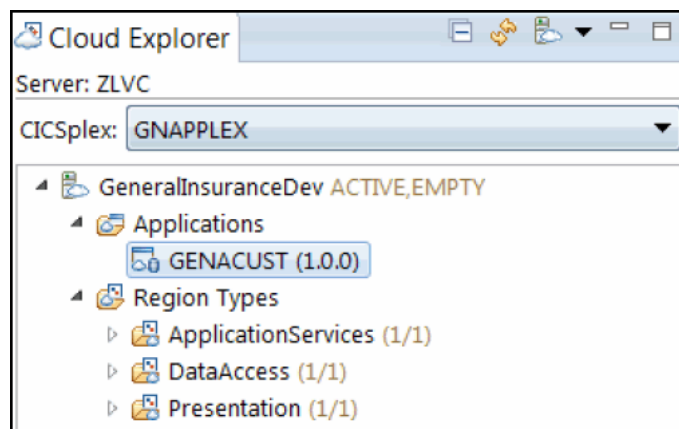 Cloud Explorer
Server: ZLVC
CICSplex: GNAPPLEX
GeneralInsuranceDev ACTIVE,EMPTY
Applications
GENACUST (1.0.0)
Region Types
ApplicationServices (1/1)
DataAccess (1/1)
Presentation (1/1)